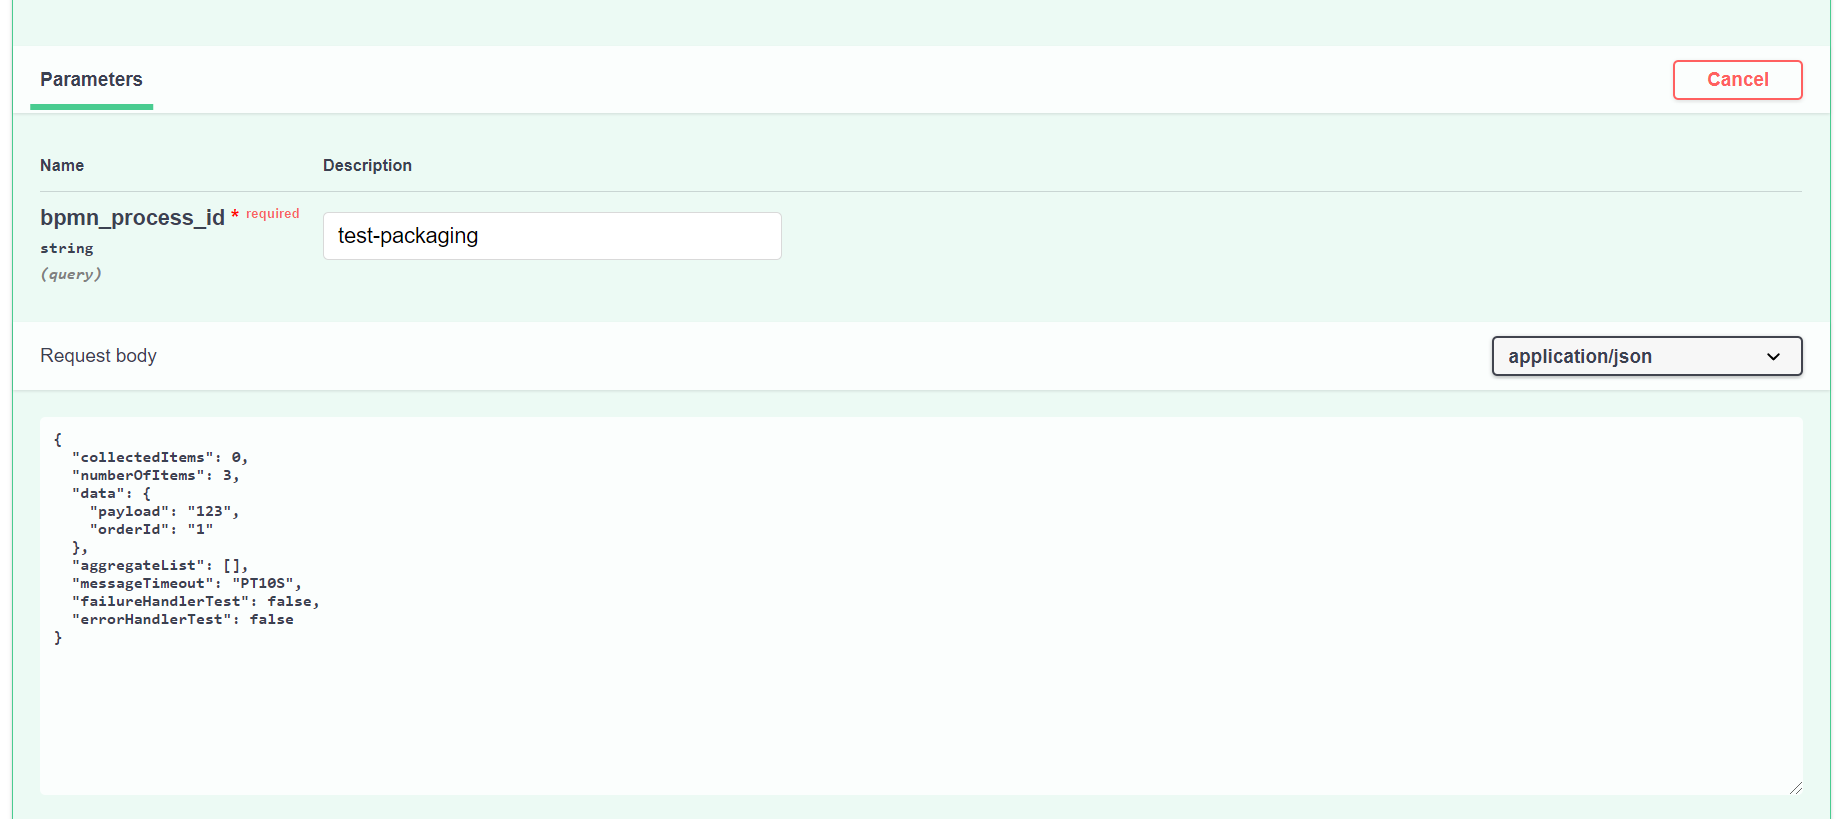 Parameters
Cancel
Name Description
bpmn_process_id * required
string
(query)
test-packaging
Request body
application/json
{
  "collectedItems": 0,
  "numberOfItems": 3,
  "data": {
    "payload": "123",
    "orderId": "1"
  },
  "aggregateList": [],
  "messageTimeout": "PT10S",
  "failureHandlerTest": false,
  "errorHandlerTest": false
}